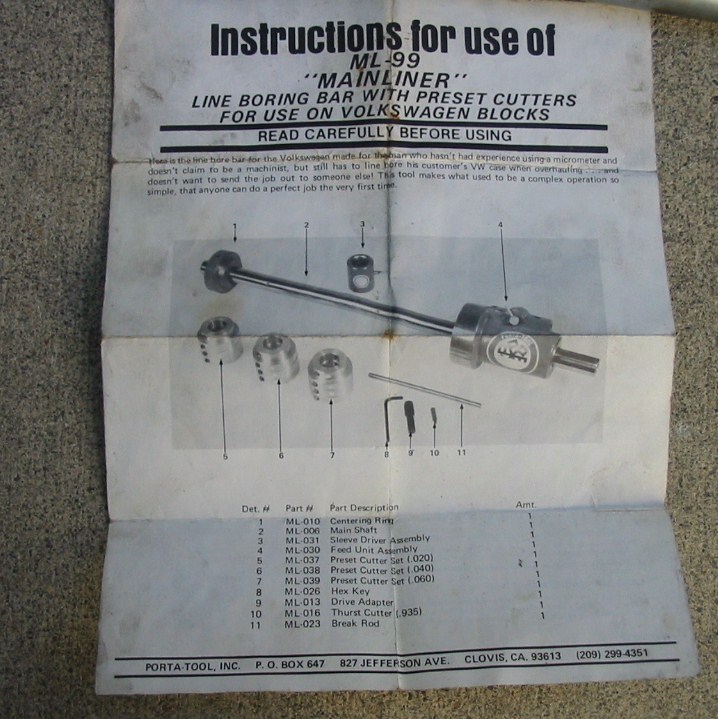 Instructions for use of
ML-99
"MAINLINER"
LINE BORING BAR WITH PRESET CUTTERS
FOR USE ON VOLKSWAGEN BLOCKS
READ CAREFULLY BEFORE USING
Here is the line bore bar for the Volkswagen made for the man who hasn't had experience using a micrometer and
doesn't claim to be a machinist, but still has to line bore his customer's VW case when overhauling .... and
doesn't want to send the job out to someone else! This tool makes what used to be a complex operation so
simple, that anyone can do a perfect job the very first time.
1 2 3 4
5 6 7 8 9 10 11
Det. # Part # Part Description Amt.
1 ML-010 Centering Ring 1
2 ML-006 Main Shaft 1
3 ML-031 Sleeve Driver Assembly 1
4 ML-030 Feed Unit Assembly 1
5 ML-037 Preset Cutter Set (.020) 1
6 ML-038 Preset Cutter Set (.040) 1
7 ML-039 Preset Cutter Set (.060) 1
8 ML-026 Hex Key 1
9 ML-013 Drive Adapter 1
10 ML-016 Thurst Cutter (.935) 1
11 ML-023 Break Rod 1
PORTA-TOOL, INC. P. O. BOX 647 827 JEFFERSON AVE. CLOVIS, CA. 93613 (209) 299-4351